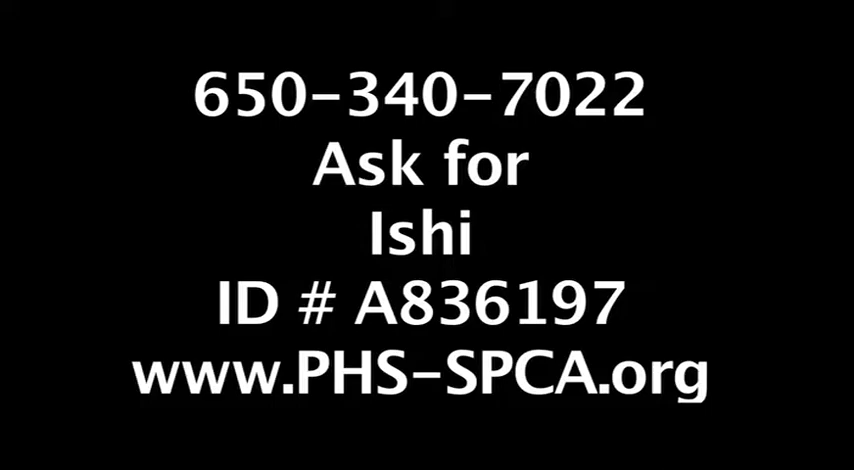 650-340-7022
Ask for
Ishi
ID # A836197
www.PHS-SPCA.org